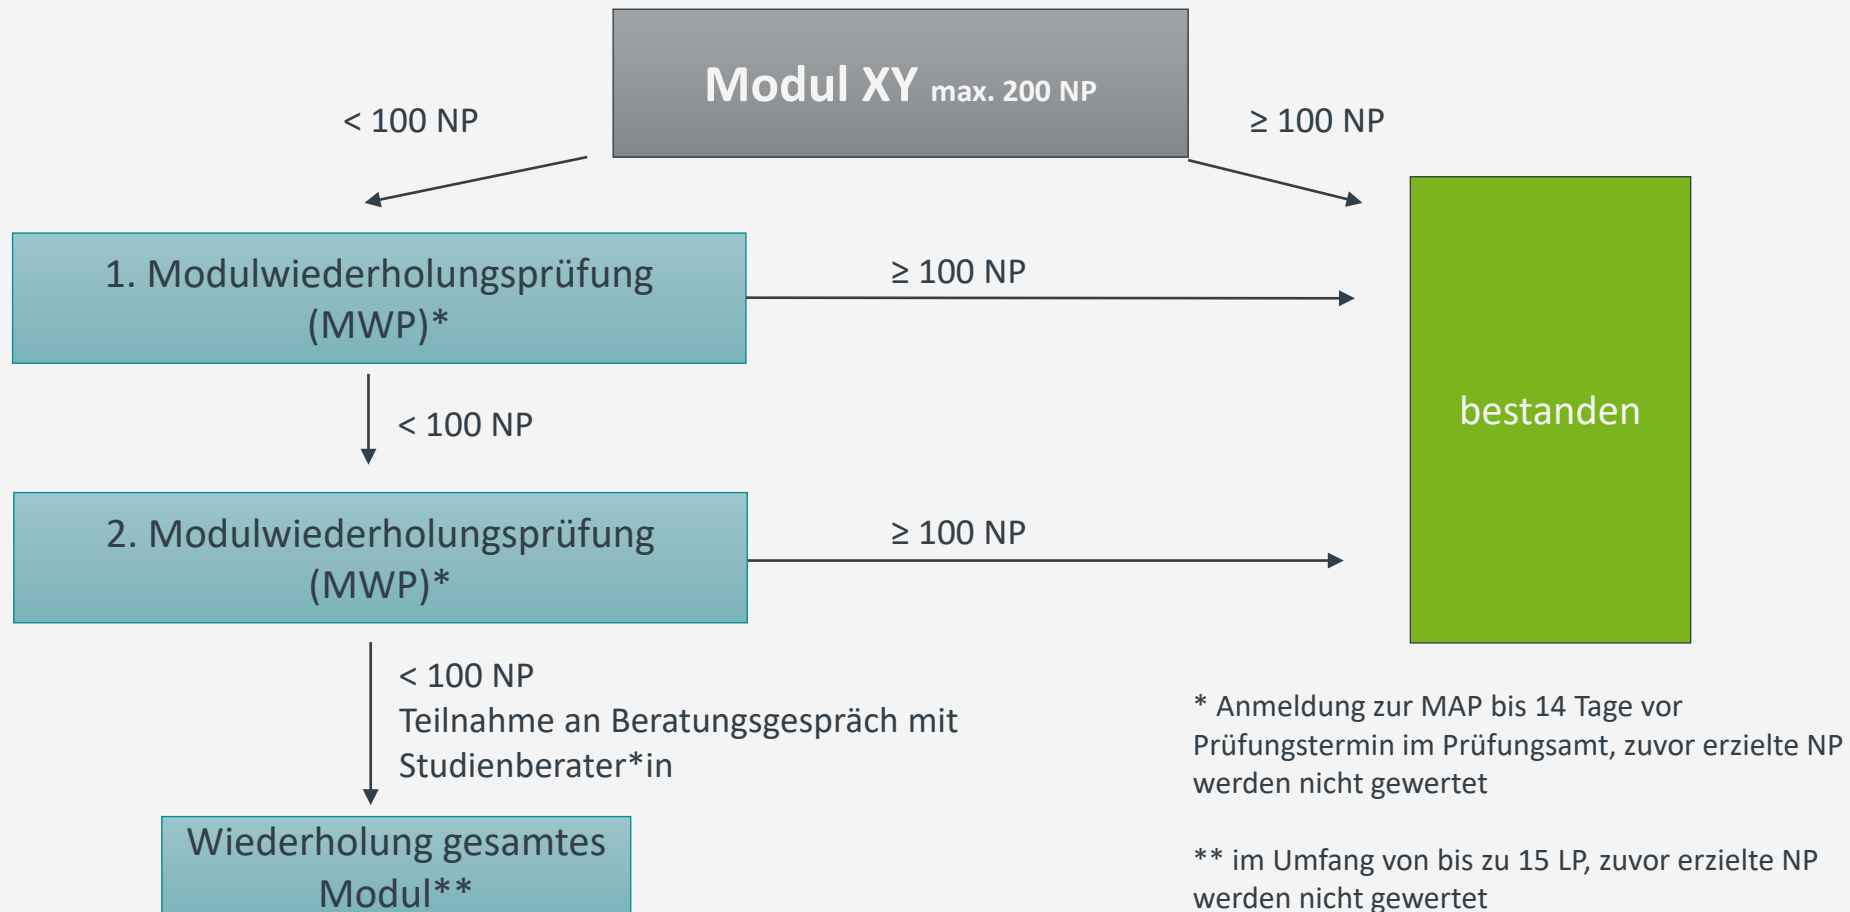 Modul XY max. 200 NP
< 100 NP
≥ 100 NP
1. Modulwiederholungsprüfung
(MWP)*
≥ 100 NP
bestanden
< 100 NP
2. Modulwiederholungsprüfung
(MWP)*
≥ 100 NP
< 100 NP
Teilnahme an Beratungsgespräch mit
Studienberater*in
Wiederholung gesamtes
Modul**
* Anmeldung zur MAP bis 14 Tage vor
Prüfungstermin im Prüfungsamt, zuvor erzielte NP
werden nicht gewertet
** im Umfang von bis zu 15 LP, zuvor erzielte NP
werden nicht gewertet